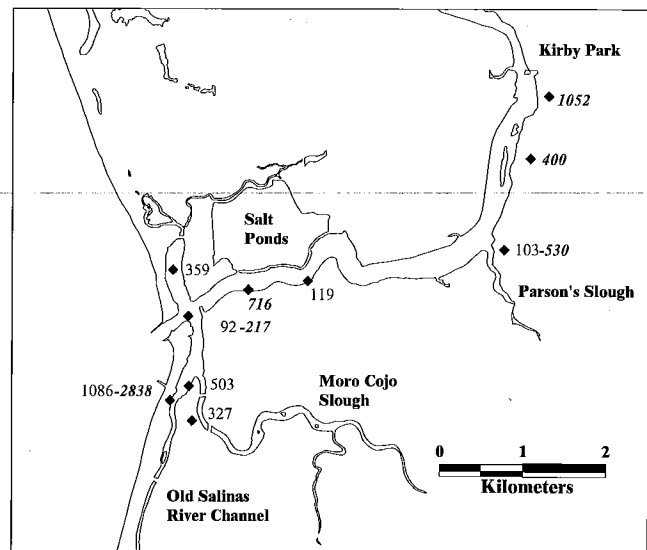 Kirby Park
1052
400
Salt
Ponds
103-530
359
Parson's Slough
716
119
92-217
1086-2838
503
Moro Cojo
Slough
327
0 1 2
Kilometers
Old Salinas
River Channel